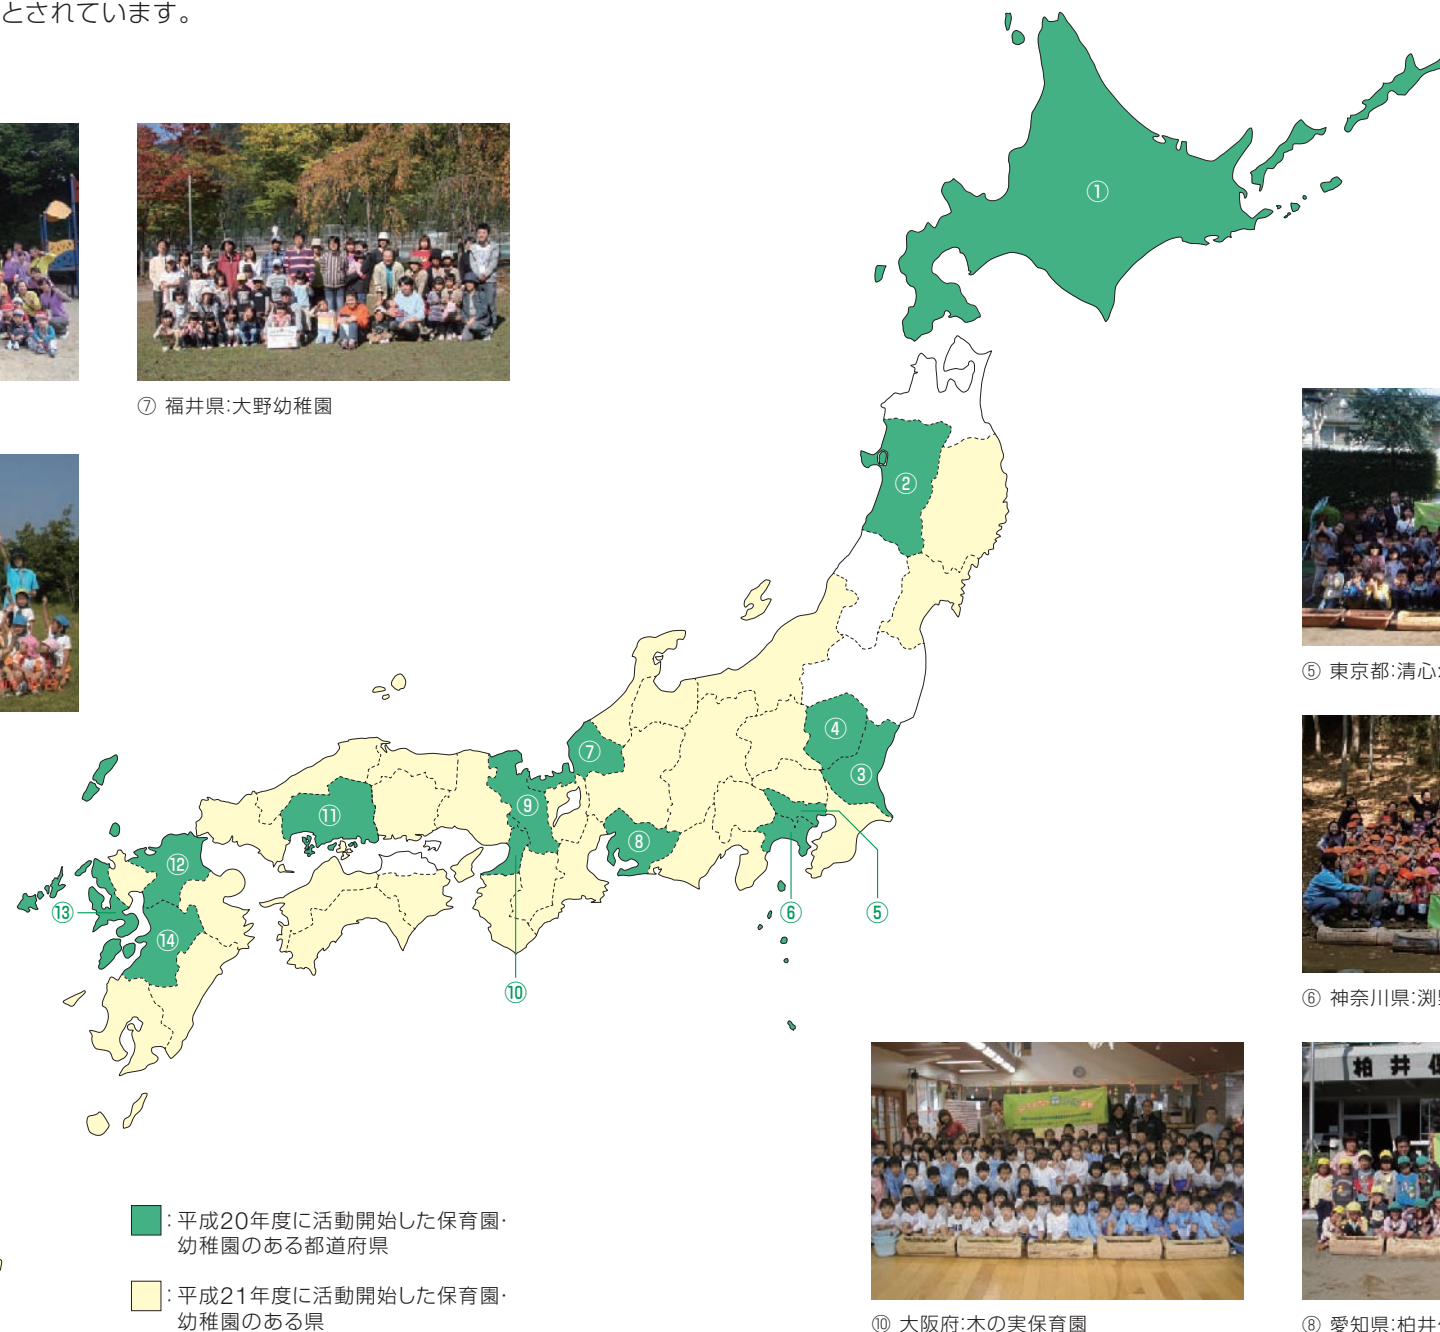 とされています。
⑦ 福井県:大野幼稚園
①
②
④
③
⑦
⑨
⑧
⑪
⑫
⑬
⑭
⑥
⑤
⑩
⑤ 東京都:清心
⑥ 神奈川県:渕
柏井
⑩ 大阪府:木の実保育園
⑧ 愛知県:柏井
:平成20年度に活動開始した保育園・
幼稚園のある都道府県
:平成21年度に活動開始した保育園・
幼稚園のある県